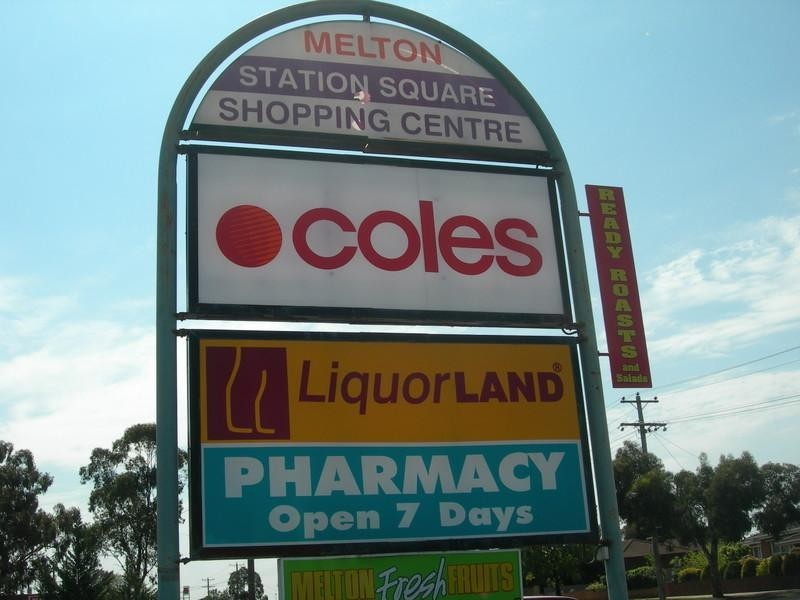 MELTON
STATION SQUARE
SHOPPING CENTRE
coles
LIQUORLAND®
PHARMACY
Open 7 Days
MELTON Fresh FRUITS
READY ROASTS
and
Salads